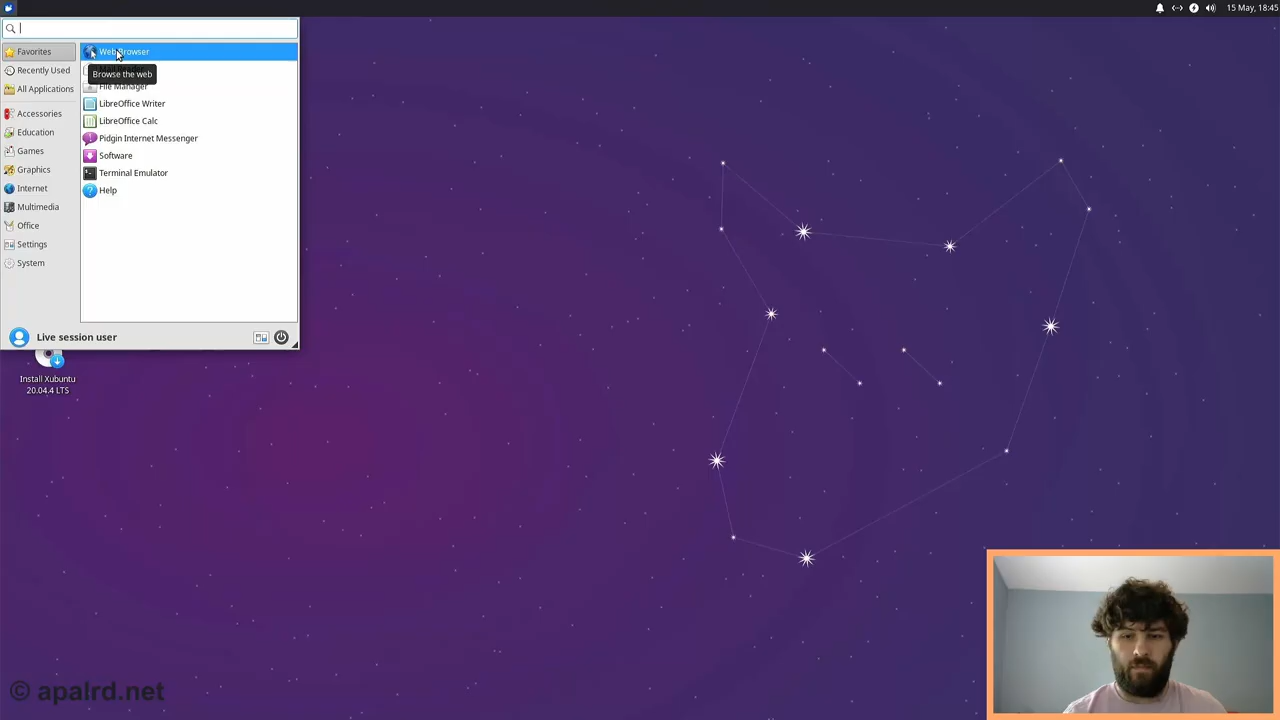 15 May, 18:45
Favorites
Recently Used
All Applications
Accessories
Education
Games
Graphics
Internet
Multimedia
Office
Settings
System
Web Browser
Browse the web
File Manager
LibreOffice Writer
LibreOffice Calc
Pidgin Internet Messenger
Software
Terminal Emulator
Help
Live session user
Install Xubuntu
20.04.4 LTS
© apalrd.net